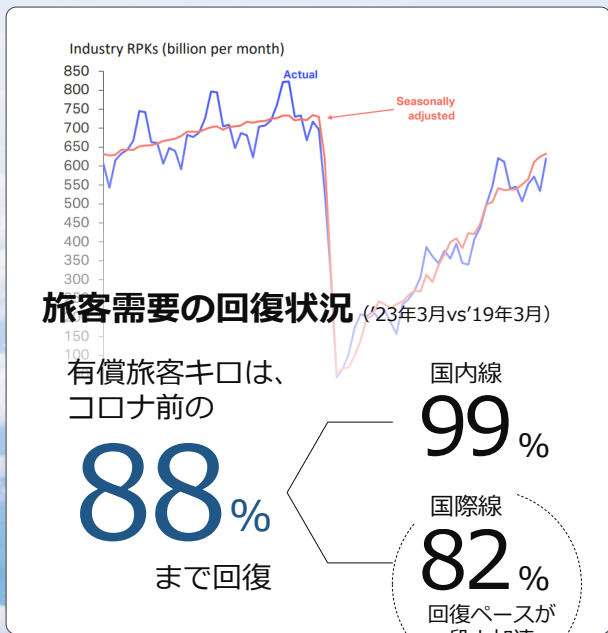 Industry RPKs (billion per month)
850
800
750
700
650
600
550
500
450
400
350
300
150
100
Actual
Seasonally
adjusted
旅客需要の回復状況（'23年3月vs'19年3月）
有償旅客キロは、
コロナ前の
88%
まで回復
国内線
99%
国際線
82%
回復ペースが